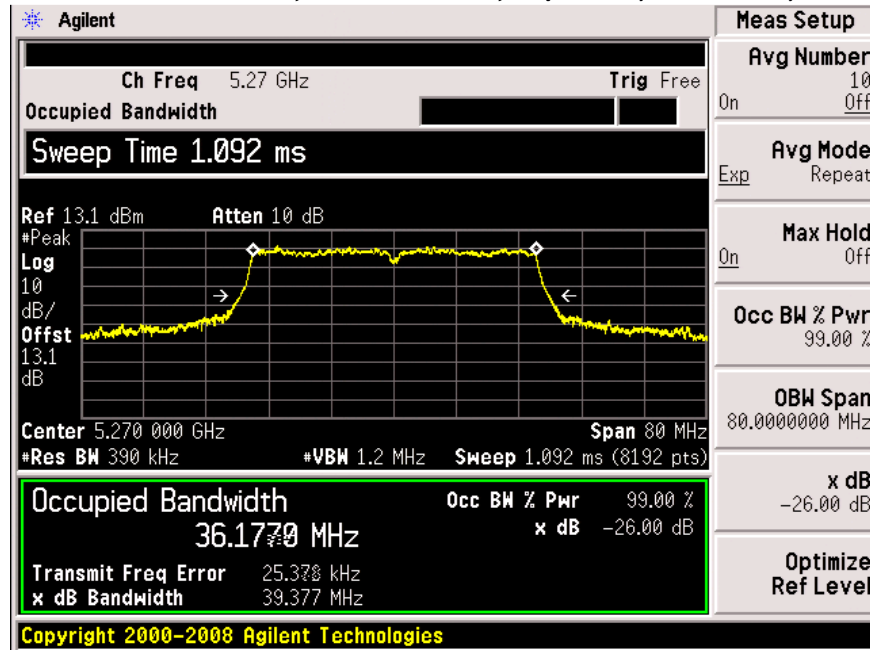 Agilent
Meas Setup
Ch Freq 5.27 GHz Trig Free
Occupied Bandwidth
Sweep Time 1.092 ms
Ref 13.1 dBm Atten 10 dB
#Peak
Log
10
dB/
Offst
13.1
dB
Center 5.270 000 GHz Span 80 MHz
#Res BW 390 kHz #VBW 1.2 MHz Sweep 1.092 ms (8192 pts)
Occupied Bandwidth
Occ BW % Pwr 99.00 %
x dB -26.00 dB
MHz
Transmit Freq Error kHz
x dB Bandwidth 39.377 MHz
Avg Number
10
On Off
Avg Mode
Exp Repeat
Max Hold
On Off
Occ BW % Pwr
99.00 %
OBW Span
80.0000000 MHz
x dB
-26.00 dB
Optimize
Ref Level
Copyright 2000-2008 Agilent Technologies